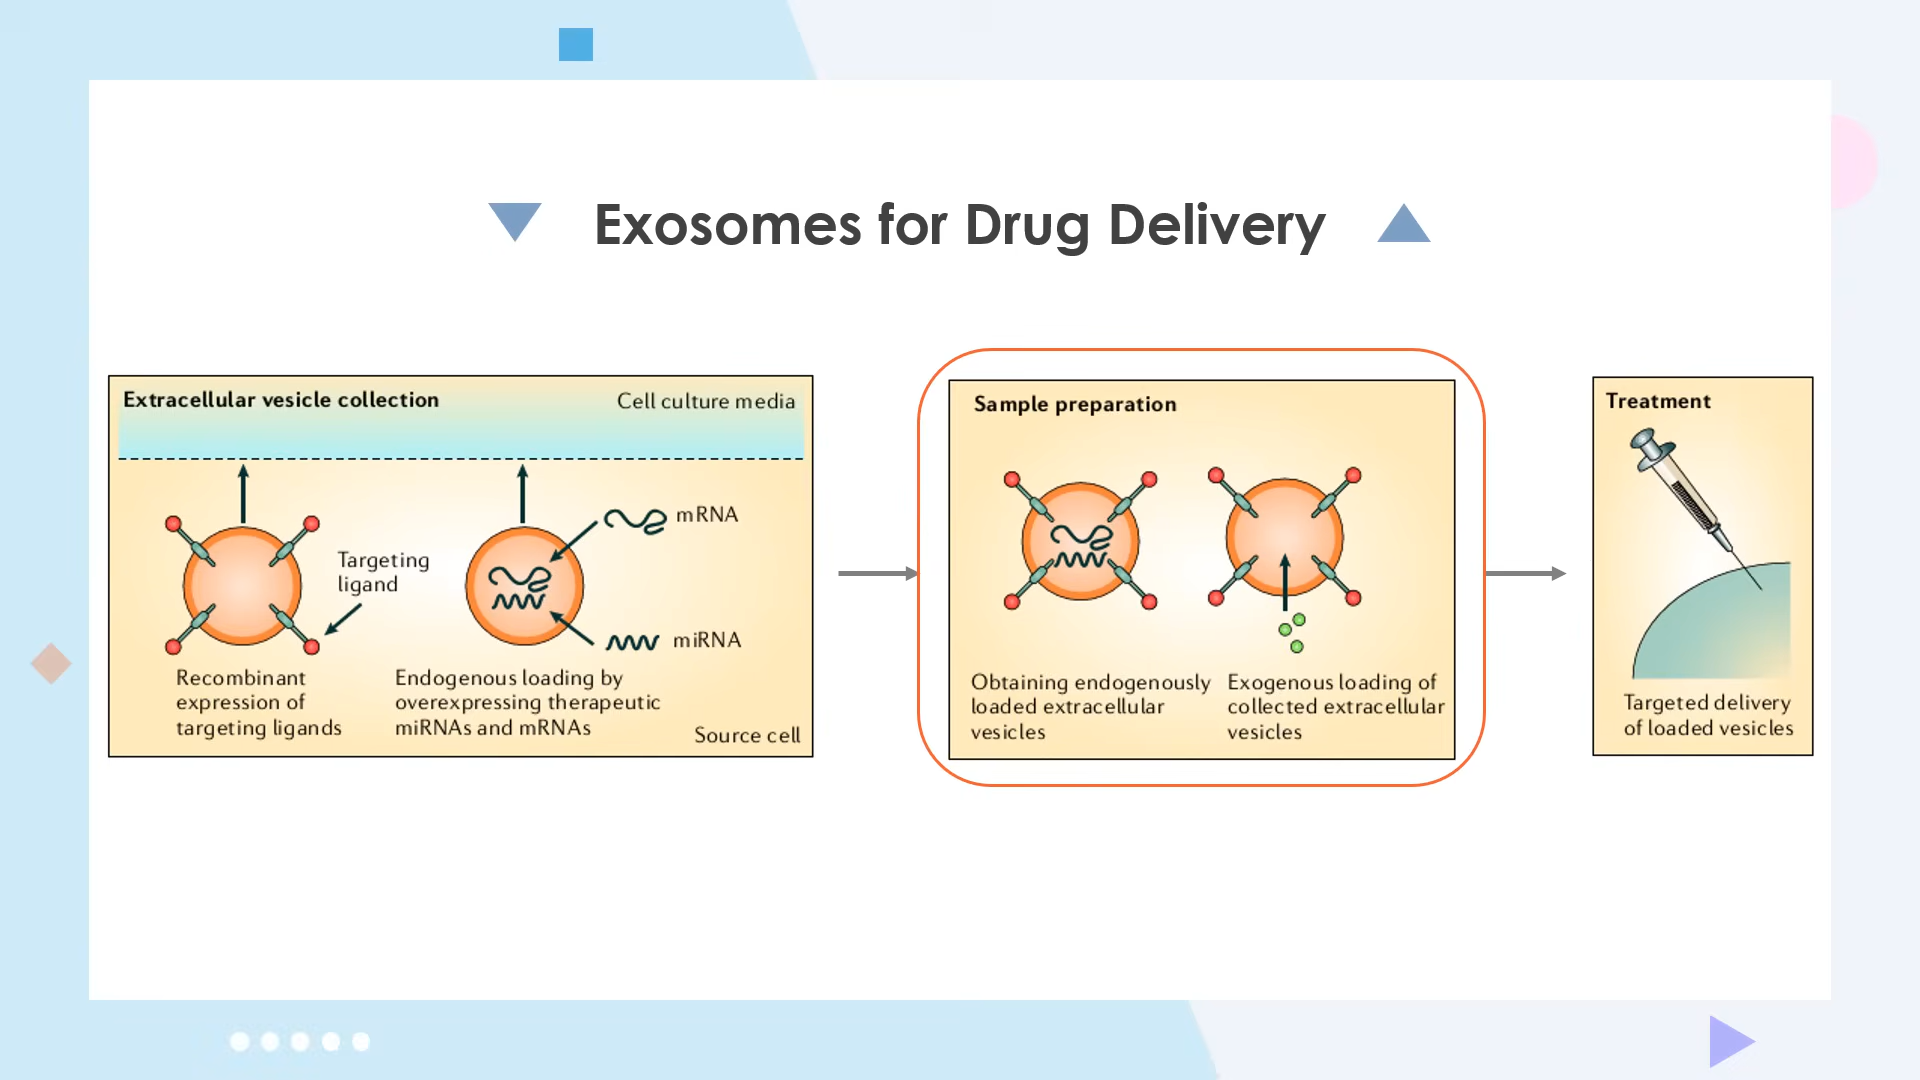 Exosomes for Drug Delivery
Extracellular vesicle collection
Cell culture media
mRNA
Targeting
ligand
miRNA
Recombinant
expression of
targeting ligands
Endogenous loading by
overexpressing therapeutic
miRNAs and mRNAs
Source cell
Sample preparation
Obtaining endogenously
loaded extracellular
vesicles
Exogenous loading of
collected extracellular
vesicles
Treatment
Targeted delivery
of loaded vesicles